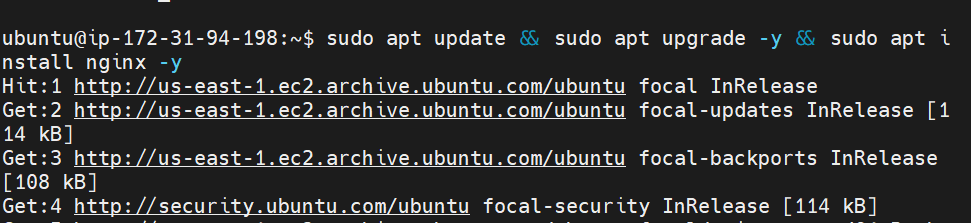 ubuntu@ip-172-31-94-198:~$ sudo apt update && sudo apt upgrade -y && sudo apt i
nstall nginx -y
Hit:1 http://us-east-1.ec2.archive.ubuntu.com/ubuntu focal InRelease
Get:2 http://us-east-1.ec2.archive.ubuntu.com/ubuntu focal-updates InRelease [1
14 kB]
Get:3 http://us-east-1.ec2.archive.ubuntu.com/ubuntu focal-backports InRelease
[108 kB]
Get:4 http://security.ubuntu.com/ubuntu focal-security InRelease [114 kB]